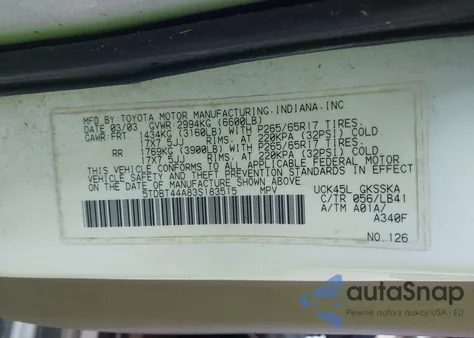 MFD.BY:TOYOTA MOTOR MANUFACTURING.INDIANA.INC
DATE 03/03 GVWR 2994KG (6600LB)
GAWR:FRT 1434KG (3160LB) WITH P265/65R17 TIRES.
17X7.5JJ RIMS, AT 220KPA (32PSI) COLD
RR 1769KG (3900LB) WITH P265/65R17 TIRES.
17X7.5JJ RIMS, AT 220KPA (32PSI) COLD
THIS VEHICLE CONFORMS TO ALL APPLICABLE FEDERAL MOTOR
VEHICLE SAFETY AND BUMPER STANDARDS IN EFFECT ON THE
DATE OF MANUFACTURE SHOWN ABOVE.
5TDBT44A83S183515 MPV
UCK45L GKSSKA
C/TR 056/LB41
A/TM A01A/
A340F
NO.126
autoSnap
Pewne auta z aukcji USA i EU